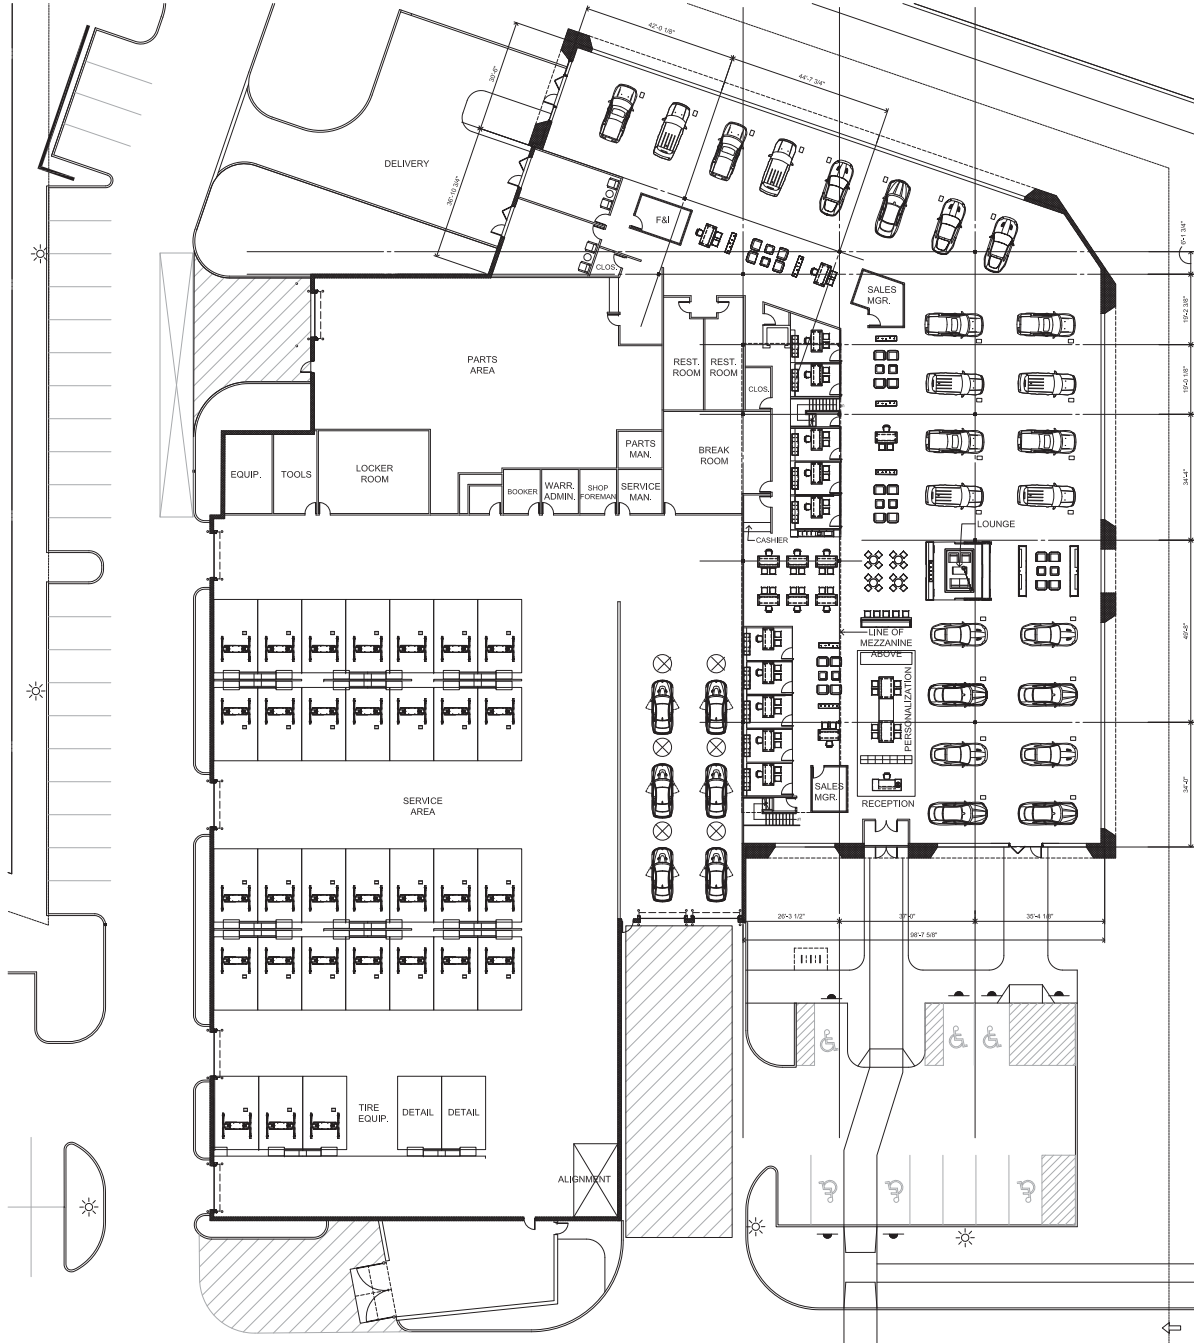 42'-0 1/8"
44'-7 3/4"
30'-6"
DELIVERY
36'-10 3/4"
F&I
CLOS.
6'-1 3/4"
SALES
MGR.
19'-2 3/8"
PARTS
AREA
REST.
ROOM
REST.
ROOM
CLOS.
19'-0 1/8"
PARTS
MAN.
BREAK
ROOM
EQUIP.
TOOLS
LOCKER
ROOM
BOOKER
WARR.
ADMIN.
SHOP
FOREMAN
SERVICE
MAN.
34'-4"
LOUNGE
CASHIER
LINE OF
MEZZANINE
ABOVE
49'-8"
PERSONALIZATION
SERVICE
AREA
SALES
MGR.
RECEPTION
34'-0"
26'-3 1/2"
37'-0"
35'-4 1/8"
98'-7 5/8"
TIRE
EQUIP.
DETAIL
DETAIL
ALIGNMENT